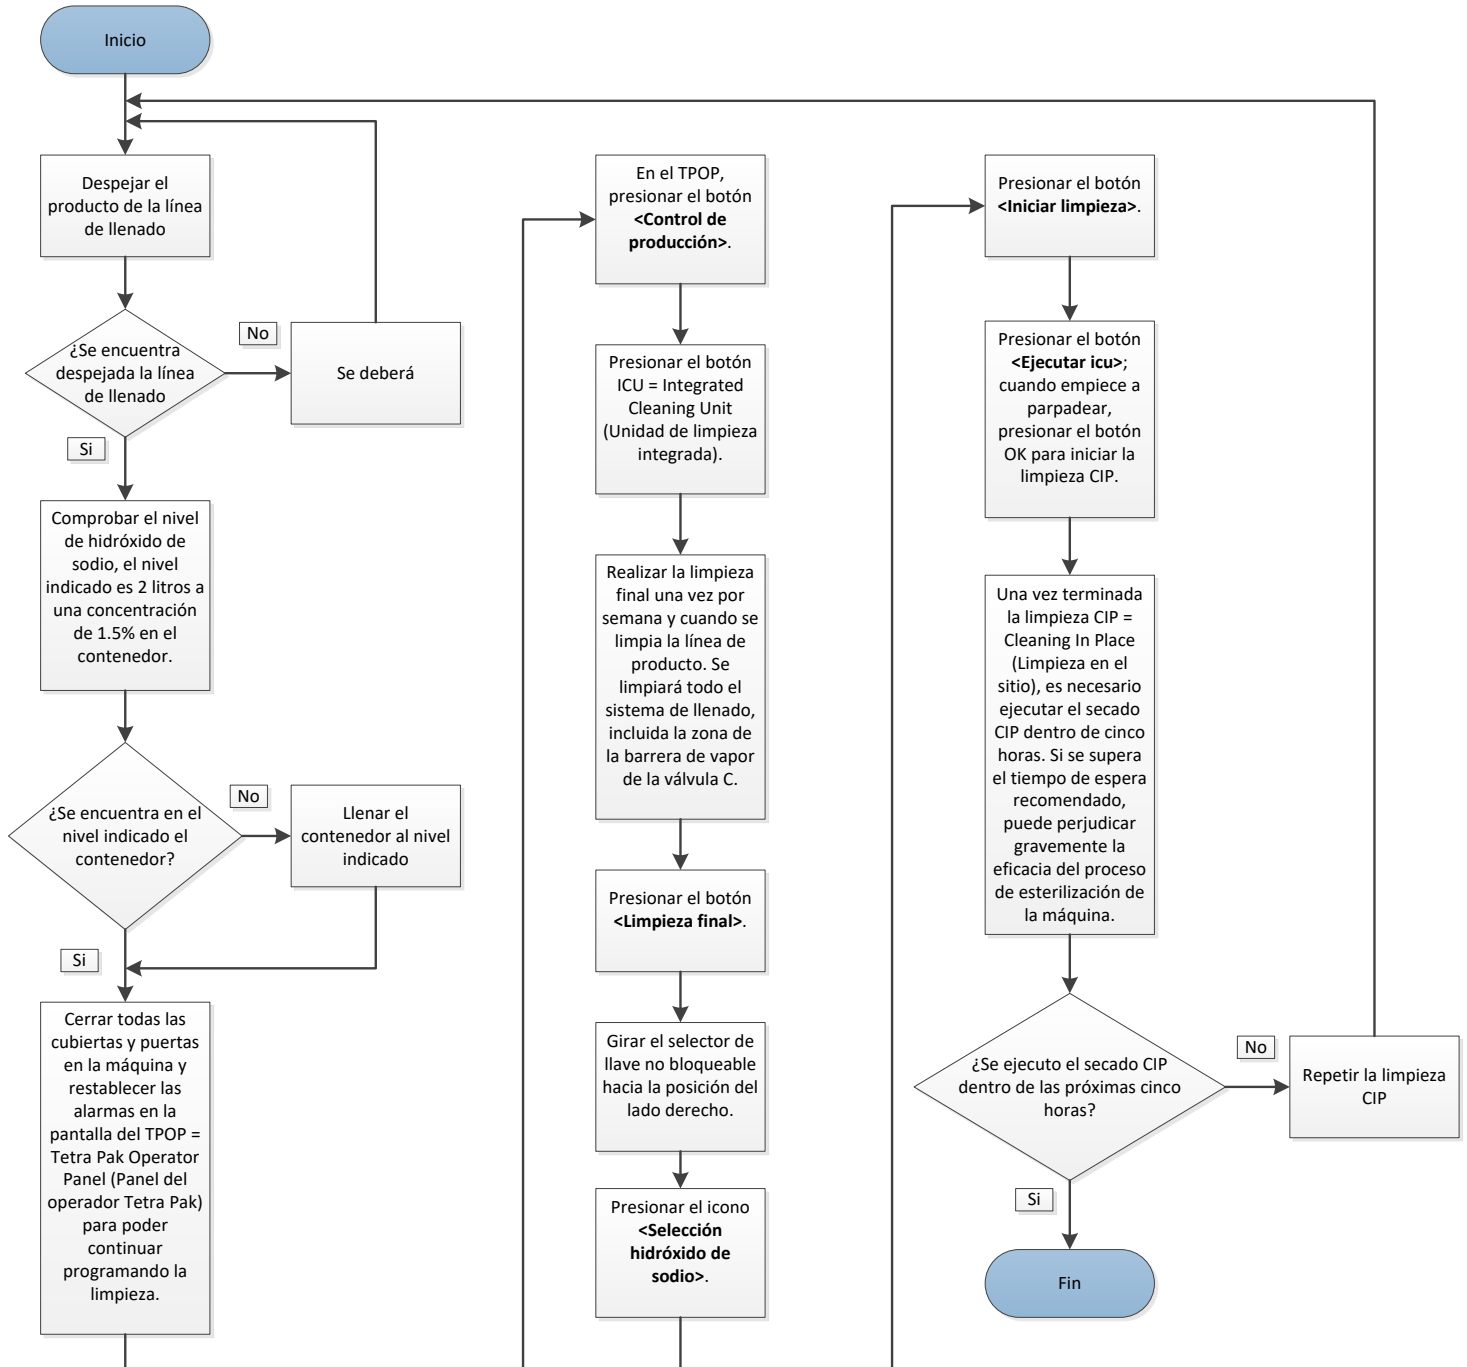 Inicio
Despejar el
producto de la línea
de llenado
¿Se encuentra
despejada la línea
de llenado
No
Se deberá
Si
Comprobar el nivel
de hidróxido de
sodio, el nivel
indicado es 2 litros a
una concentración
de 1.5% en el
contenedor.
¿Se encuentra en el
nivel indicado el
contenedor?
No
Llenar el
contenedor al nivel
indicado
Si
Cerrar todas las
cubiertas y puertas
en la máquina y
restablecer las
alarmas en la
pantalla del TPOP =
Tetra Pak Operator
Panel (Panel del
operador Tetra Pak)
para poder
continuar
programando la
limpieza.
En el TPOP,
presionar el botón
<Control de
producción>.
Presionar el botón
ICU = Integrated
Cleaning Unit
(Unidad de limpieza
integrada).
Realizar la limpieza
final una vez por
semana y cuando se
limpia la línea de
producto. Se
limpiará todo el
sistema de llenado,
incluida la zona de
la barrera de vapor
de la válvula C.
Presionar el botón
<Limpieza final>.
Girar el selector de
llave no bloqueable
hacia la posición del
lado derecho.
Presionar el icono
<Selección
hidróxido de
sodio>.
Presionar el botón
<Iniciar limpieza>.
Presionar el botón
<Ejecutar icu>;
cuando empiece a
parpadear,
presionar el botón
OK para iniciar la
limpieza CIP.
Una vez terminada
la limpieza CIP =
Cleaning In Place
(Limpieza en el
sitio), es necesario
ejecutar el secado
CIP dentro de cinco
horas. Si se supera
el tiempo de espera
recomendado,
puede perjudicar
gravemente la
eficacia del proceso
de esterilización de
la máquina.
¿Se ejecuto el secado CIP
dentro de las próximas cinco
horas?
No
Repetir la limpieza
CIP
Si
Fin